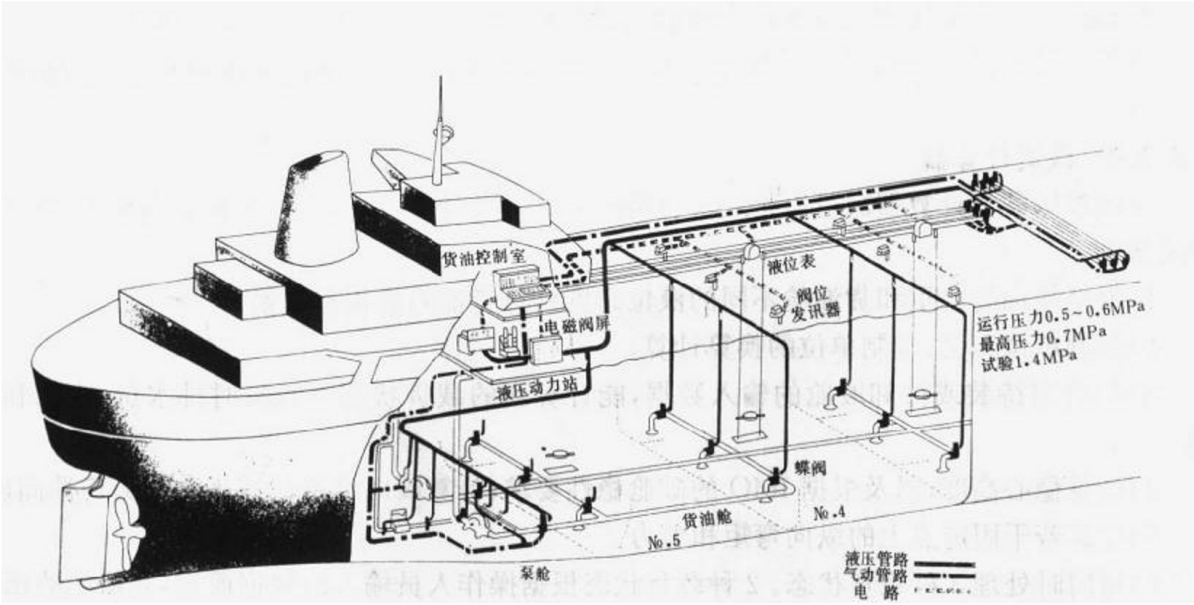 货油控制室
液位表
阀位
发讯器
电磁阀屏
运行压力0.5～0.6MPa
最高压力0.7MPa
试验1.4MPa
液压动力站
蝶阀
货油舱
№.4
№.5
泵舱
液压管路
气动管路
电 路